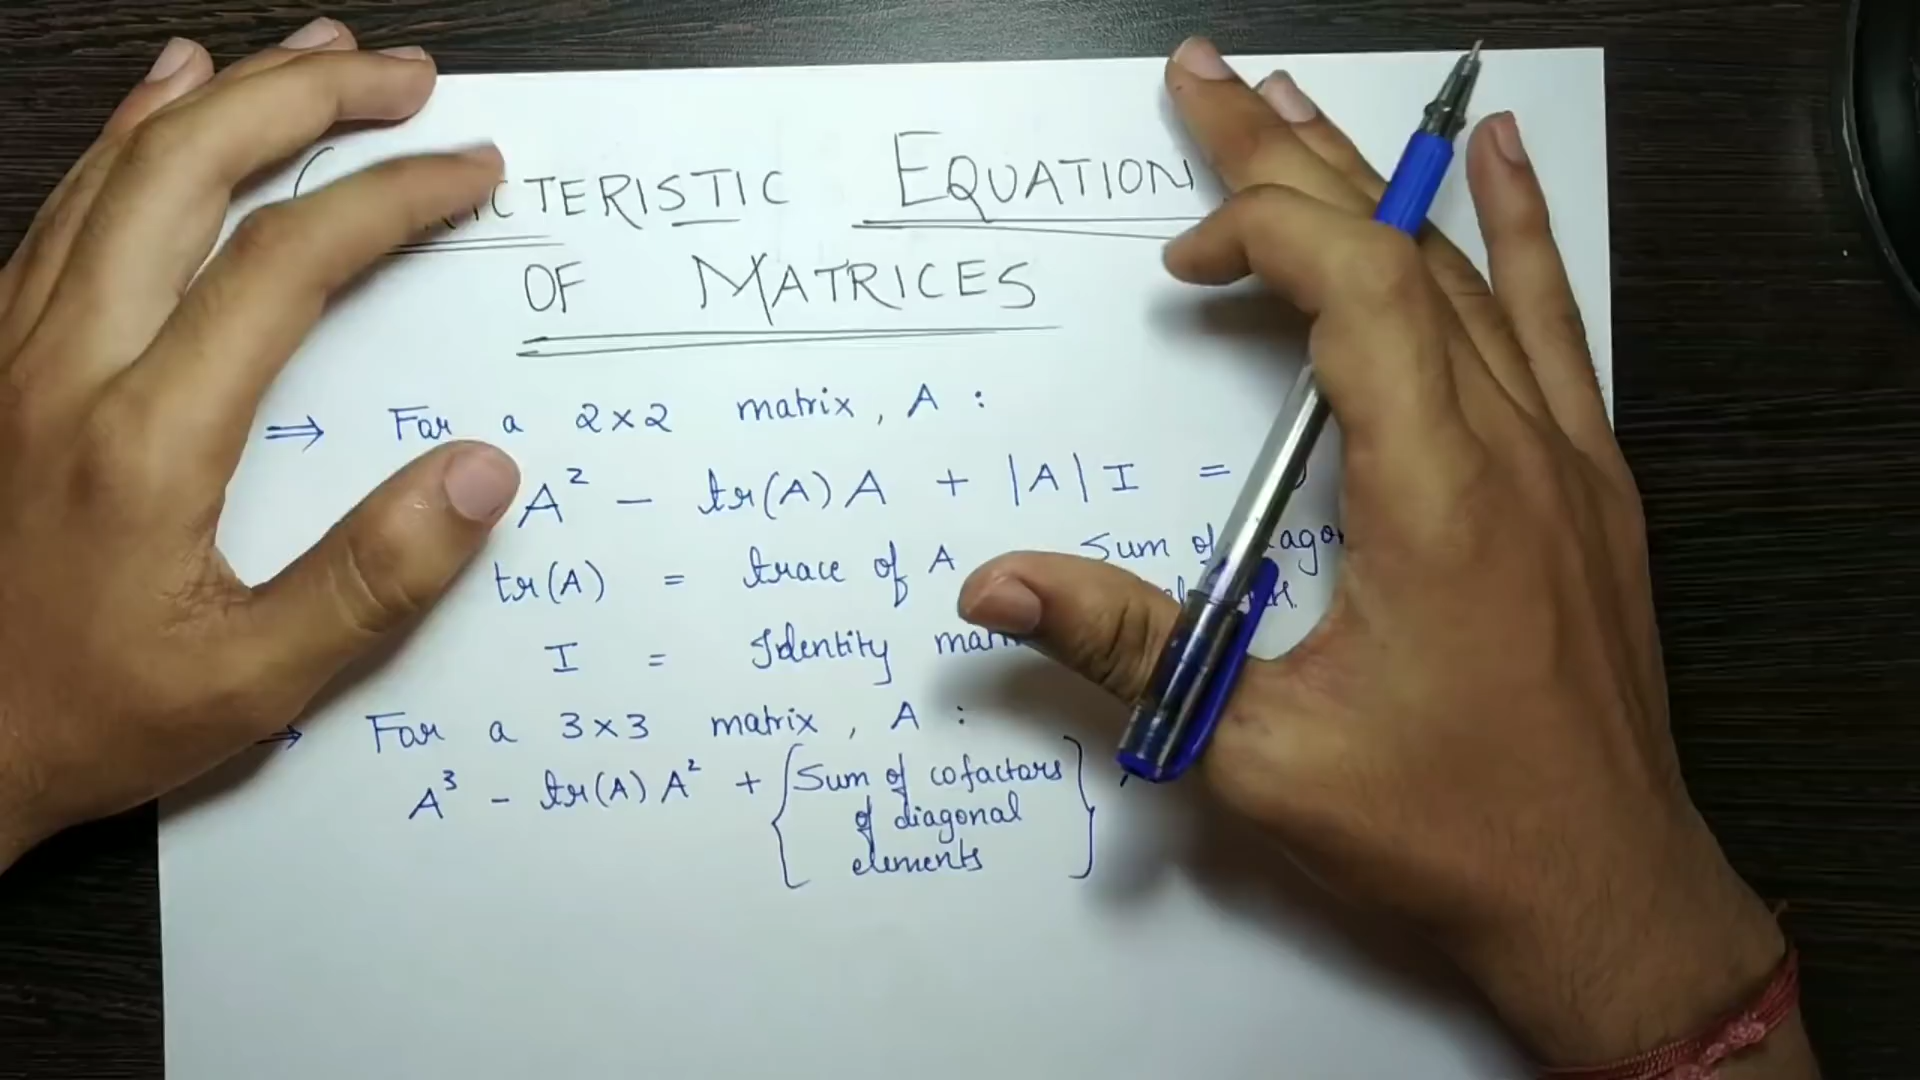 EQUATION
OF MATRICES
⇒ For a 2×2 matrix, A :
A² - tr(A) A + |A| I =
tr(A) = trace of A Sum of
I = Identity
For a 3×3 matrix, A :
A³ - tr(A) A² + { Sum of cofactors
of diagonal
elements }